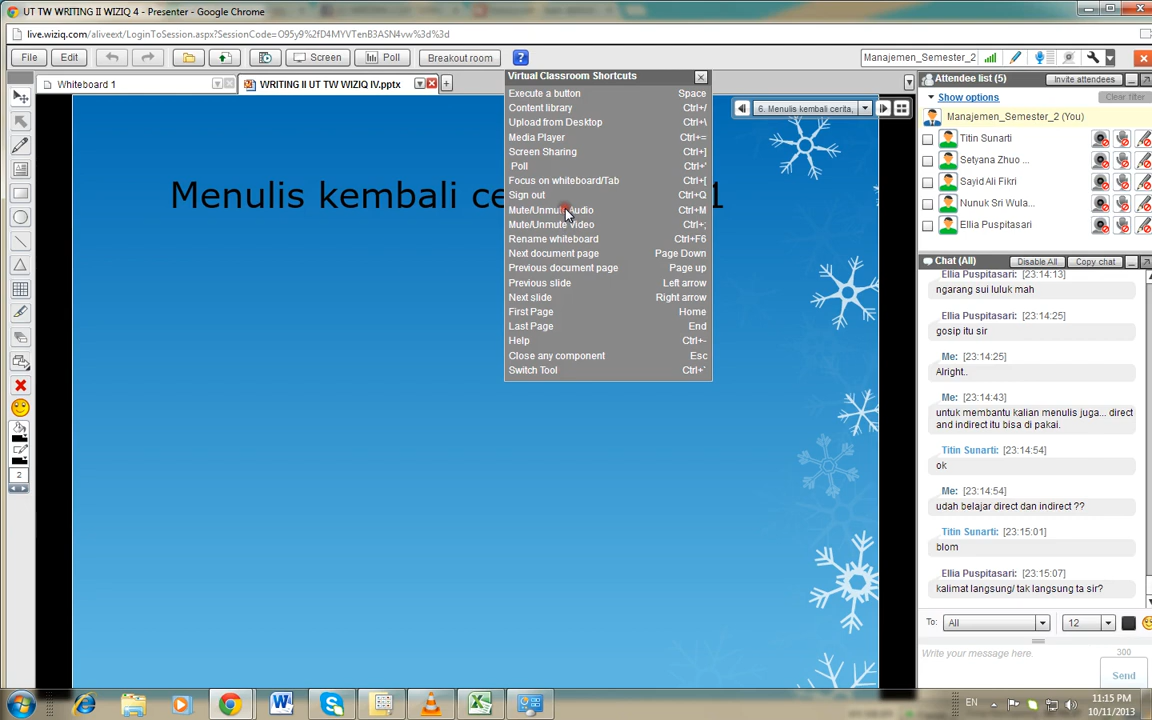 UT TW WRITING II WIZIQ 4 - Presenter - Google Chrome
live.wiziq.com/aliveext/LoginToSession.aspx?SessionCode=O95y9%2fD4MYVTenB3ASN4vw%3d%3d
File
Edit
Screen
Poll
Breakout room
?
Manajemen_Semester_2
Whiteboard 1
WRITING II UT TW WIZIQ IV.pptx
6. Menulis kembali cerita,
Menulis kembali ce
1
Virtual Classroom Shortcuts
Execute a button Space
Content library Ctrl+/
Upload from Desktop Ctrl+\
Media Player Ctrl+=
Screen Sharing Ctrl+]
Poll Ctrl+'
Focus on whiteboard/Tab Ctrl+[
Sign out Ctrl+Q
Mute/Unmute Audio Ctrl+M
Mute/Unmute Video Ctrl+;
Rename whiteboard Ctrl+F6
Next document page Page Down
Previous document page Page up
Previous slide Left arrow
Next slide Right arrow
First Page Home
Last Page End
Help Ctrl+-
Close any component Esc
Switch Tool Ctrl+`
2
Attendee list (5)
Invite attendees
Show options
Clear filter
Manajemen_Semester_2 (You)
Titin Sunarti
Setyana Zhuo ...
Sayid Ali Fikri
Nunuk Sri Wula...
Ellia Puspitasari
Chat (All)
Disable All
Copy chat
Ellia Puspitasari: [23:14:13]
ngarang sui luluk mah
Ellia Puspitasari: [23:14:25]
gosip itu sir
Me: [23:14:25]
Alright..
Me: [23:14:43]
untuk membantu kalian menulis juga... direct
and indirect itu bisa di pakai.
Titin Sunarti: [23:14:54]
ok
Me: [23:14:54]
udah belajar direct dan indirect ??
Titin Sunarti: [23:15:01]
blom
Ellia Puspitasari: [23:15:07]
kalimat langsung/ tak langsung ta sir?
To:
All
12
Write your message here.
300
Send
EN
11:15 PM
10/11/2013